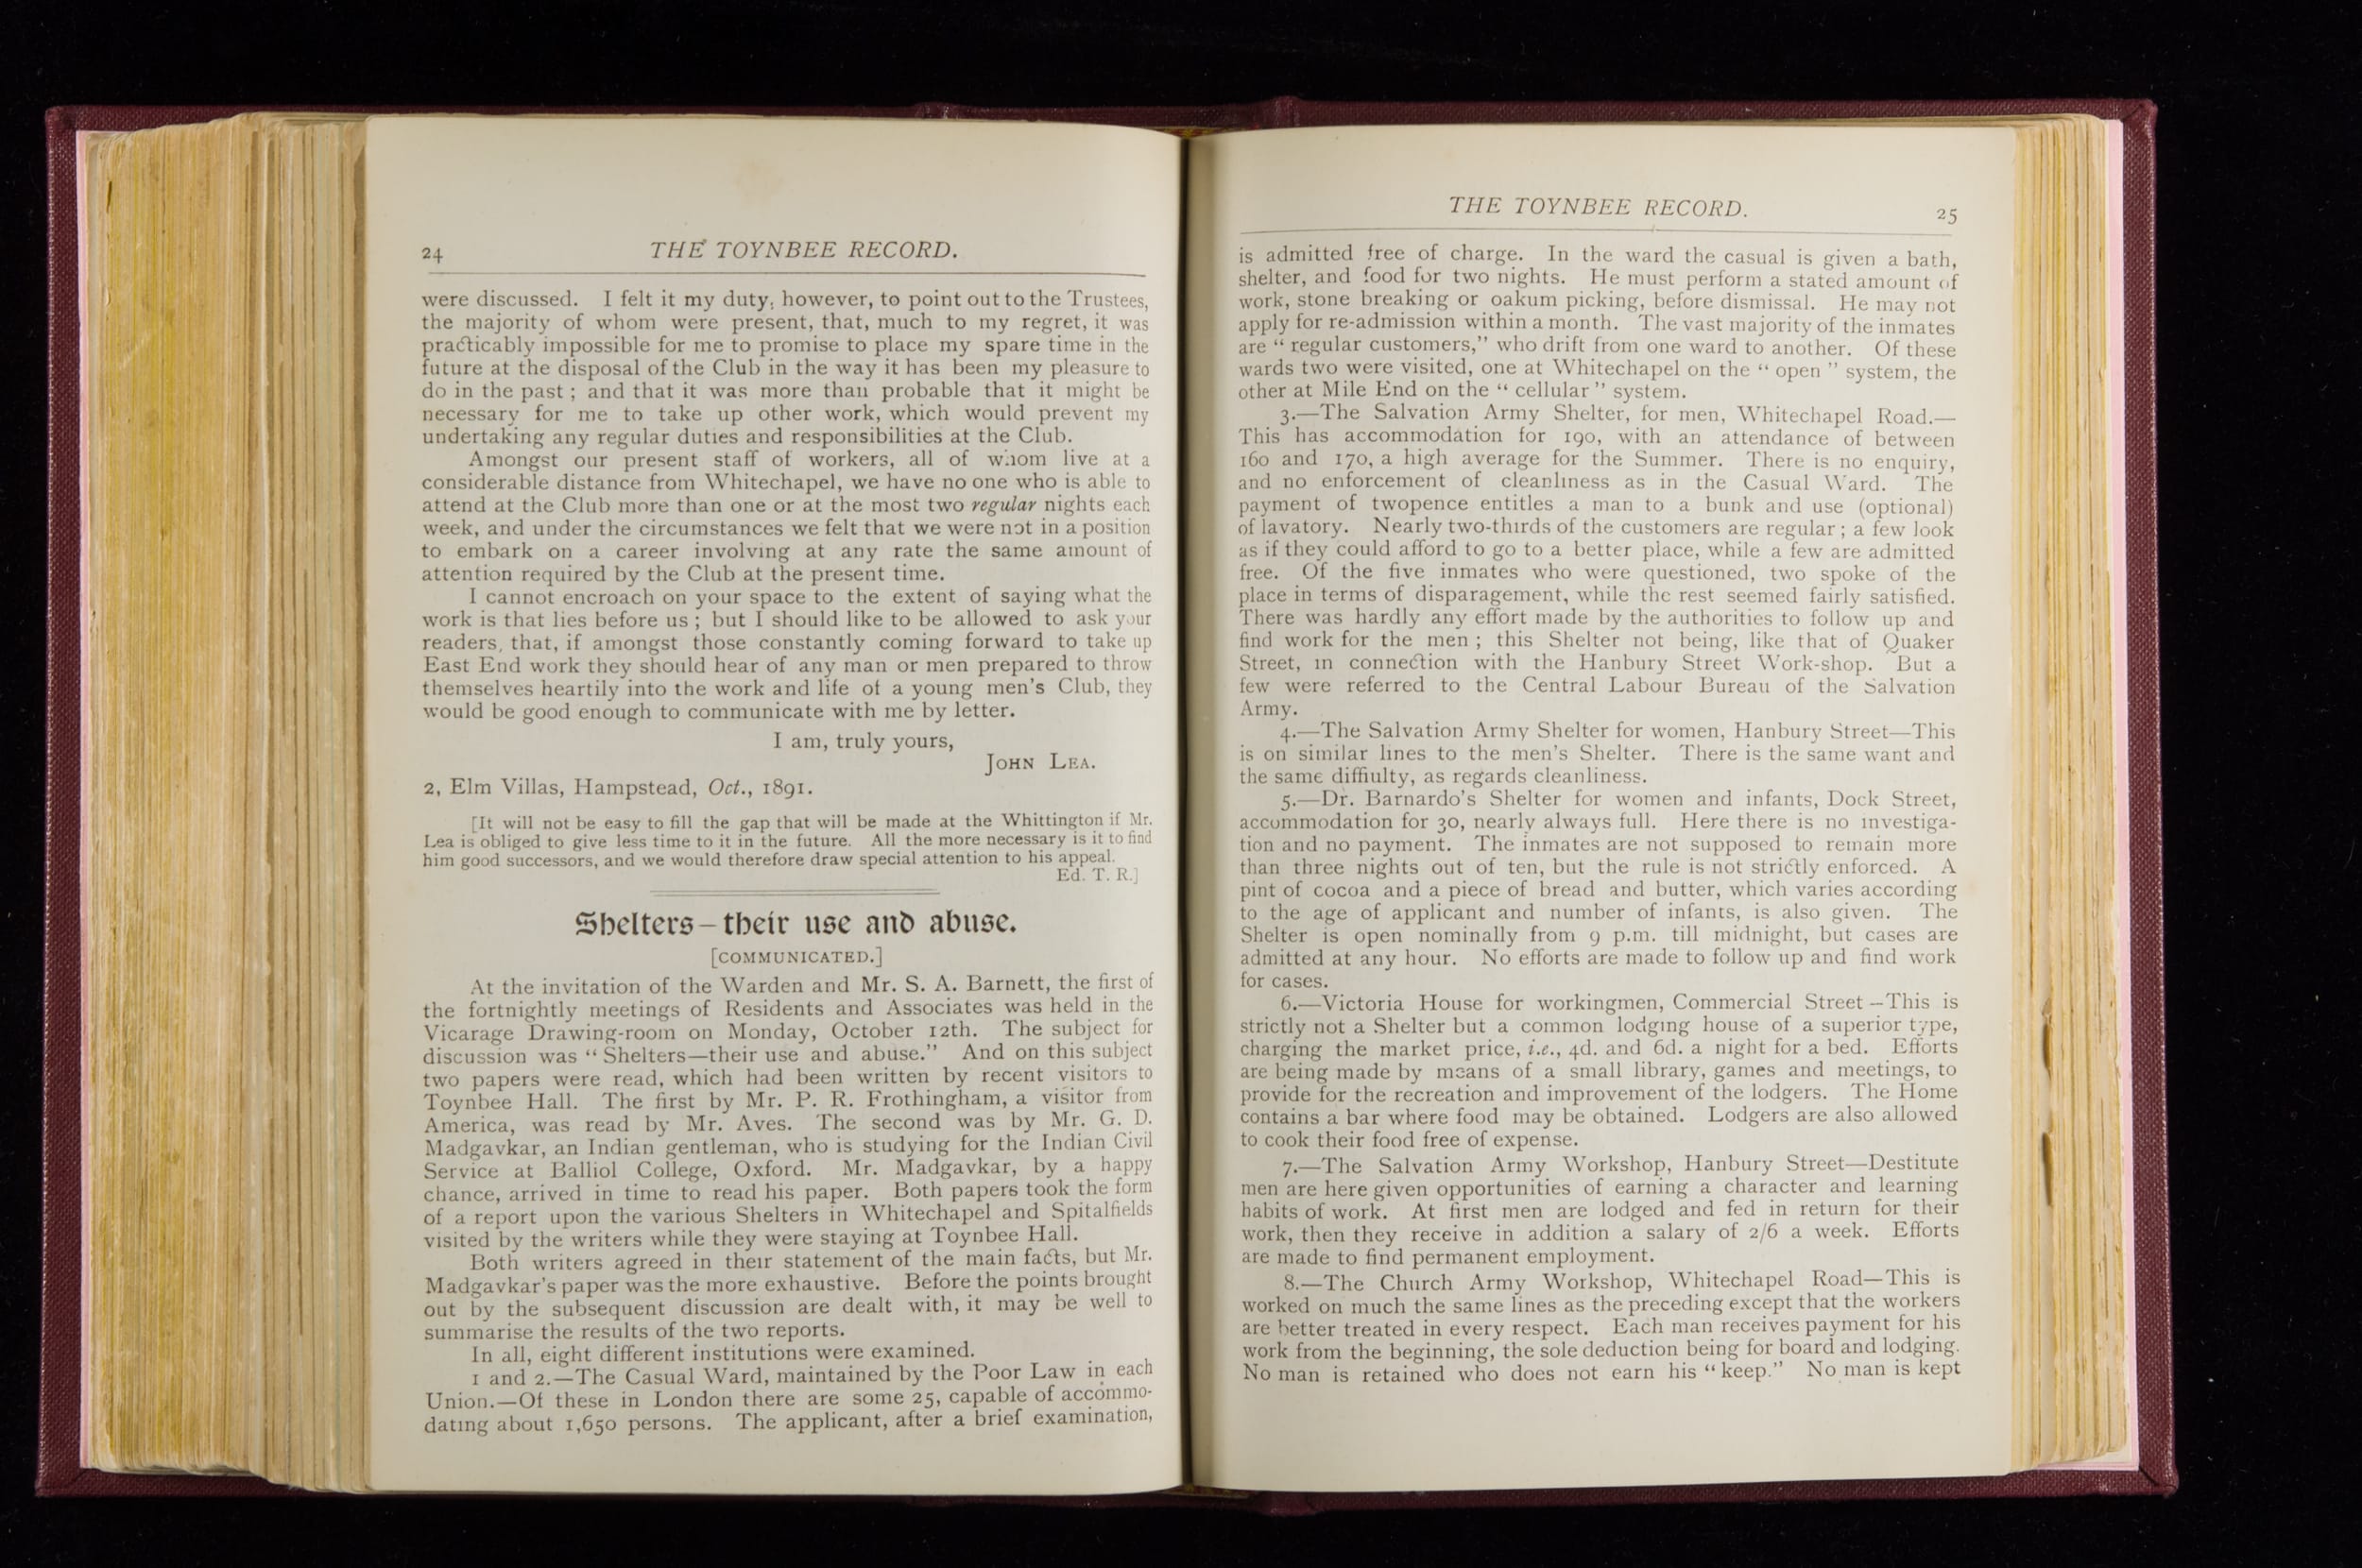 24
THE TOYNBEE RECORD.
were discussed. I felt it my duty, however, to point out to the Trustees,
the majority of whom were present, that, much to my regret, it was
practicably impossible for me to promise to place my spare time in the
future at the disposal of the Club in the way it has been my pleasure to
do in the past ; and that it was more than probable that it might be
necessary for me to take up other work, which would prevent my
undertaking any regular duties and responsibilities at the Club.
Amongst our present staff of workers, all of whom live at a
considerable distance from Whitechapel, we have no one who is able to
attend at the Club more than one or at the most two regular nights each
week, and under the circumstances we felt that we were not in a position
to embark on a career involving at any rate the same amount of
attention required by the Club at the present time.
I cannot encroach on your space to the extent of saying what the
work is that lies before us ; but I should like to be allowed to ask your
readers, that, if amongst those constantly coming forward to take up
East End work they should hear of any man or men prepared to throw
themselves heartily into the work and life of a young men's Club, they
would be good enough to communicate with me by letter.
I am, truly yours,
JOHN LEA.
2, Elm Villas, Hampstead, Oct., 1891.
[It will not be easy to fill the gap that will be made at the Whittington if Mr.
Lea is obliged to give less time to it in the future. All the more necessary is it to find
him good successors, and we would therefore draw special attention to his appeal.
Ed. T. R.]
Shelters—their use and abuse.
[COMMUNICATED.]
At the invitation of the Warden and Mr. S. A. Barnett, the first of
the fortnightly meetings of Residents and Associates was held in the
Vicarage Drawing-room on Monday, October 12th. The subject for
discussion was “ Shelters—their use and abuse.” And on this subject
two papers were read, which had been written by recent visitors to
Toynbee Hall. The first by Mr. P. R. Frothingham, a visitor from
America, was read by Mr. Aves. The second was by Mr. G. D.
Madgavkar, an Indian gentleman, who is studying for the Indian Civil
Service at Balliol College, Oxford. Mr. Madgavkar, by a happy
chance, arrived in time to read his paper. Both papers took the form
of a report upon the various Shelters in Whitechapel and Spitalfields
visited by the writers while they were staying at Toynbee Hall.
Both writers agreed in their statement of the main facts, but Mr.
Madgavkar's paper was the more exhaustive. Before the points brought
out by the subsequent discussion are dealt with, it may be well to
summarise the results of the two reports.
In all, eight different institutions were examined.
1 and 2.—The Casual Ward, maintained by the Poor Law in each
Union.—Of these in London there are some 25, capable of accommo-
dating about 1,650 persons. The applicant, after a brief examination,
THE TOYNBEE RECORD.
25
is admitted free of charge. In the ward the casual is given a bath,
shelter, and food for two nights. He must perform a stated amount of
work, stone breaking or oakum picking, before dismissal. He may not
apply for re-admission within a month. The vast majority of the inmates
are “ regular customers,” who drift from one ward to another. Of these
wards two were visited, one at Whitechapel on the “ open ” system, the
other at Mile End on the “ cellular ” system.
3.—The Salvation Army Shelter, for men, Whitechapel Road.—
This has accommodation for 190, with an attendance of between
160 and 170, a high average for the Summer. There is no enquiry,
and no enforcement of cleanliness as in the Casual Ward. The
payment of twopence entitles a man to a bunk and use (optional)
of lavatory. Nearly two-thirds of the customers are regular ; a few look
as if they could afford to go to a better place, while a few are admitted
free. Of the five inmates who were questioned, two spoke of the
place in terms of disparagement, while the rest seemed fairly satisfied.
There was hardly any effort made by the authorities to follow up and
find work for the men ; this Shelter not being, like that of Quaker
Street, in connection with the Hanbury Street Work-shop. But a
few were referred to the Central Labour Bureau of the Salvation
Army.
4.—The Salvation Army Shelter for women, Hanbury Street—This
is on similar lines to the men's Shelter. There is the same want and
the same diffiulty, as regards cleanliness.
5.—Dr. Barnardo's Shelter for women and infants, Dock Street,
accommodation for 30, nearly always full. Here there is no investiga-
tion and no payment. The inmates are not supposed to remain more
than three nights out of ten, but the rule is not strictly enforced. A
pint of cocoa and a piece of bread and butter, which varies according
to the age of applicant and number of infants, is also given. The
Shelter is open nominally from 9 p.m. till midnight, but cases are
admitted at any hour. No efforts are made to follow up and find work
for cases.
6.—Victoria House for workingmen, Commercial Street—This is
strictly not a Shelter but a common lodging house of a superior type,
charging the market price, i.e., 4d. and 6d. a night for a bed. Efforts
are being made by means of a small library, games and meetings, to
provide for the recreation and improvement of the lodgers. The Home
contains a bar where food may be obtained. Lodgers are also allowed
to cook their food free of expense.
7.—The Salvation Army Workshop, Hanbury Street—Destitute
men are here given opportunities of earning a character and learning
habits of work. At first men are lodged and fed in return for their
work, then they receive in addition a salary of 2/6 a week. Efforts
are made to find permanent employment.
8.—The Church Army Workshop, Whitechapel Road—This is
worked on much the same lines as the preceding except that the workers
are better treated in every respect. Each man receives payment for his
work from the beginning, the sole deduction being for board and lodging.
No man is retained who does not earn his “ keep.” No man is kept